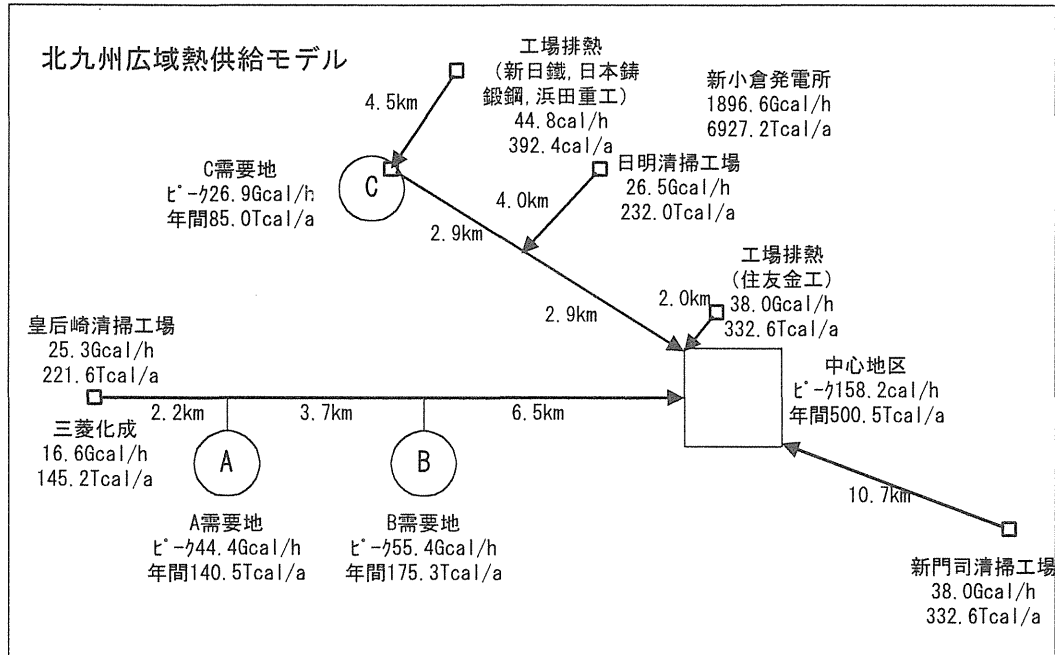 北九州広域熱供給モデル
工場排熱
(新日鐵,日本鋳
鍛鋼,浜田重工)
44.8cal/h
392.4cal/a
新小倉発電所
1896.6Gcal/h
6927.2Tcal/a
4.5km
C需要地
ピーク26.9Gcal/h
年間85.0Tcal/a
C
日明清掃工場
26.5Gcal/h
232.0Tcal/a
4.0km
2.9km
工場排熱
(住友金工)
38.0Gcal/h
332.6Tcal/a
2.0km
2.9km
皇后崎清掃工場
25.3Gcal/h
221.6Tcal/a
中心地区
ピーク158.2cal/h
年間500.5Tcal/a
2.2km
3.7km
6.5km
三菱化成
16.6Gcal/h
145.2Tcal/a
A
B
10.7km
A需要地
ピーク44.4Gcal/h
年間140.5Tcal/a
B需要地
ピーク55.4Gcal/h
年間175.3Tcal/a
新門司清掃工場
38.0Gcal/h
332.6Tcal/a